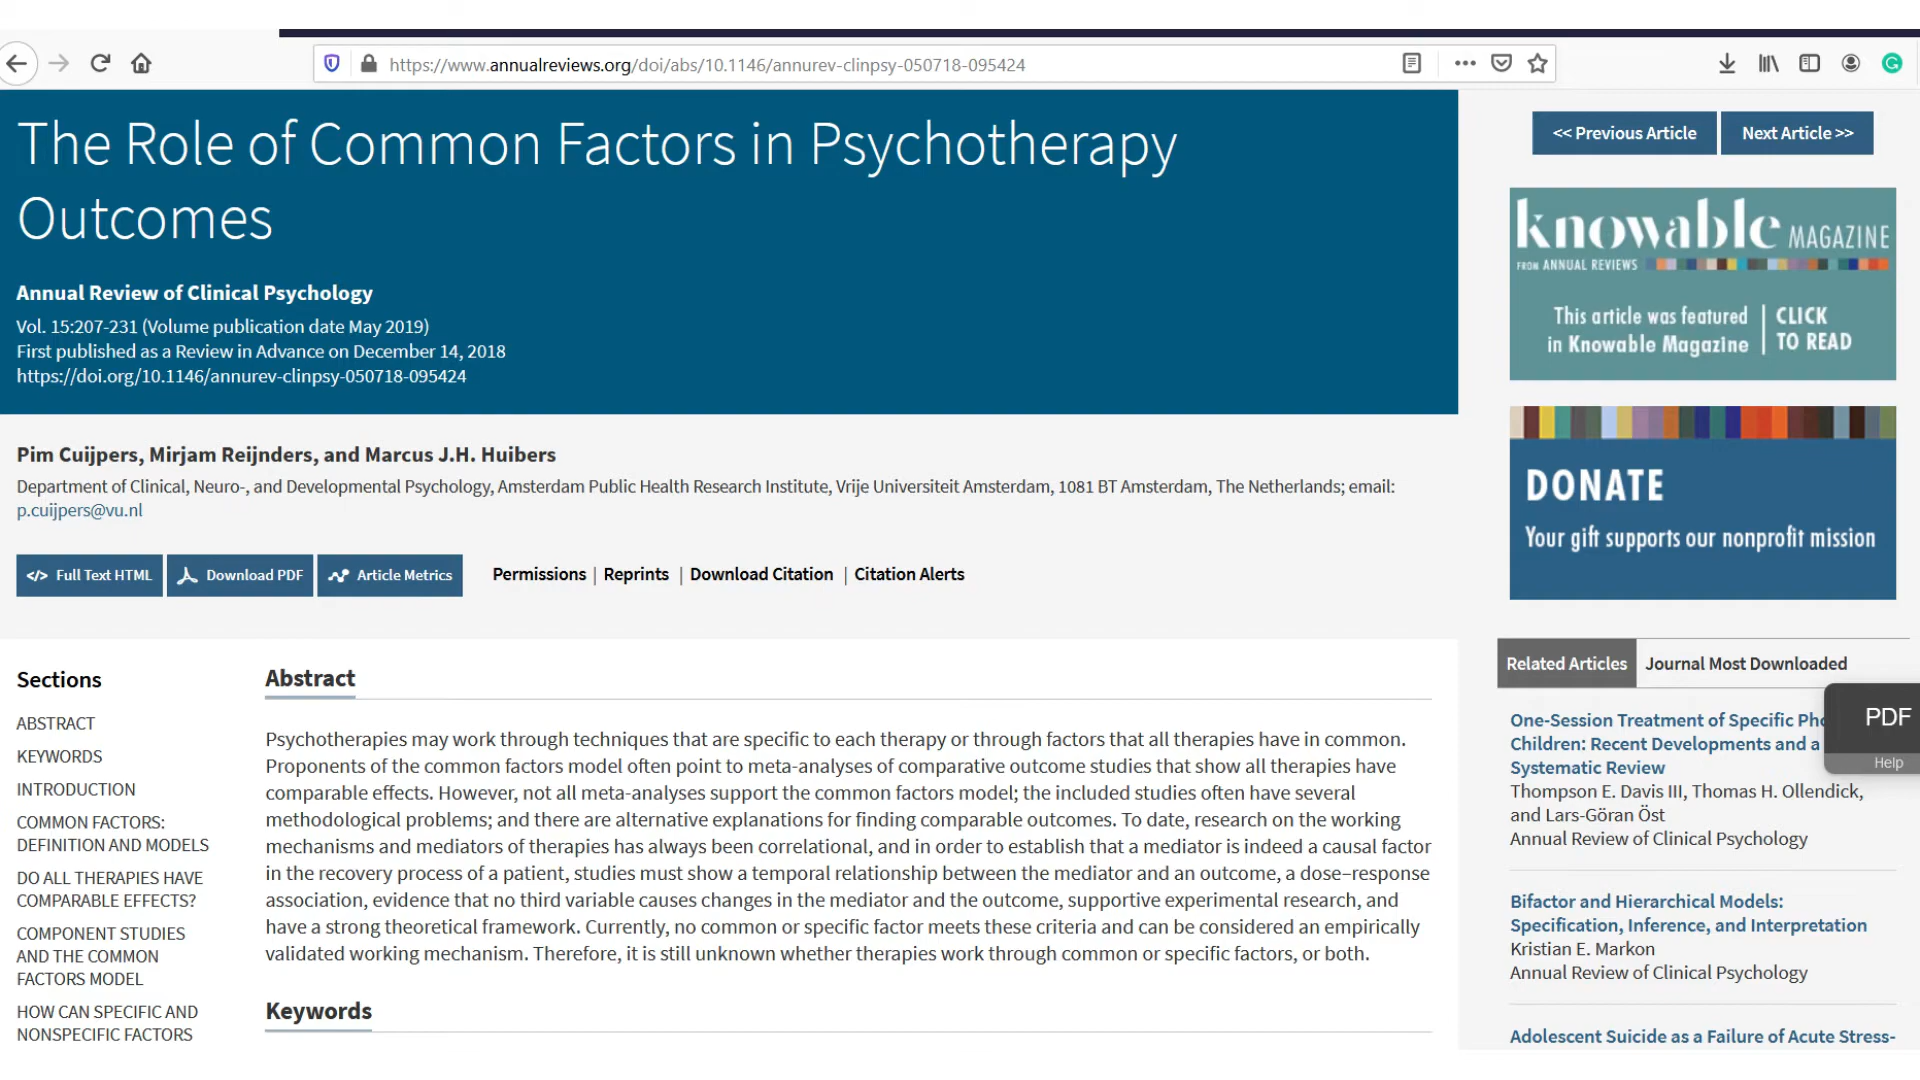 https://www.annualreviews.org/doi/abs/10.1146/annurev-clinpsy-050718-095424
The Role of Common Factors in Psychotherapy
Outcomes
Annual Review of Clinical Psychology
Vol. 15:207-231 (Volume publication date May 2019)
First published as a Review in Advance on December 14, 2018
https://doi.org/10.1146/annurev-clinpsy-050718-095424
Pim Cuijpers, Mirjam Reijnders, and Marcus J.H. Huibers
Department of Clinical, Neuro-, and Developmental Psychology, Amsterdam Public Health Research Institute, Vrije Universiteit Amsterdam, 1081 BT Amsterdam, The Netherlands; email:
p.cuijpers@vu.nl
</> Full Text HTML
Download PDF
Article Metrics
Permissions | Reprints | Download Citation | Citation Alerts
Sections
ABSTRACT
KEYWORDS
INTRODUCTION
COMMON FACTORS:
DEFINITION AND MODELS
DO ALL THERAPIES HAVE
COMPARABLE EFFECTS?
COMPONENT STUDIES
AND THE COMMON
FACTORS MODEL
HOW CAN SPECIFIC AND
NONSPECIFIC FACTORS
Abstract
Psychotherapies may work through techniques that are specific to each therapy or through factors that all therapies have in common.
Proponents of the common factors model often point to meta-analyses of comparative outcome studies that show all therapies have
comparable effects. However, not all meta-analyses support the common factors model; the included studies often have several
methodological problems; and there are alternative explanations for finding comparable outcomes. To date, research on the working
mechanisms and mediators of therapies has always been correlational, and in order to establish that a mediator is indeed a causal factor
in the recovery process of a patient, studies must show a temporal relationship between the mediator and an outcome, a dose–response
association, evidence that no third variable causes changes in the mediator and the outcome, supportive experimental research, and
have a strong theoretical framework. Currently, no common or specific factor meets these criteria and can be considered an empirically
validated working mechanism. Therefore, it is still unknown whether therapies work through common or specific factors, or both.
Keywords
<< Previous Article
Next Article >>
knowable MAGAZINE
FROM ANNUAL REVIEWS
This article was featured
in Knowable Magazine
CLICK
TO READ
DONATE
Your gift supports our nonprofit mission
Related Articles
Journal Most Downloaded
One-Session Treatment of Specific Pho
Children: Recent Developments and a
Systematic Review
Thompson E. Davis III, Thomas H. Ollendick,
and Lars-Göran Öst
Annual Review of Clinical Psychology
PDF
Help
Bifactor and Hierarchical Models:
Specification, Inference, and Interpretation
Kristian E. Markon
Annual Review of Clinical Psychology
Adolescent Suicide as a Failure of Acute Stress-